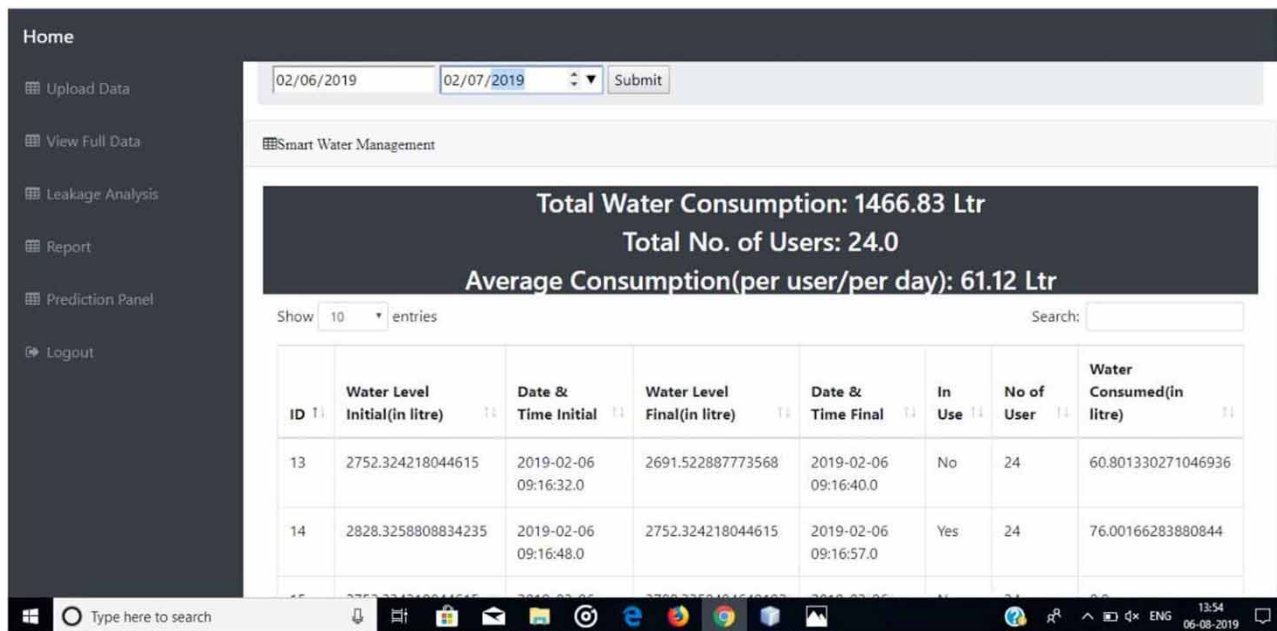 Home
Upload Data
View Full Data
Leakage Analysis
Report
Prediction Panel
Logout
02/06/2019 02/07/2019 Submit
Smart Water Management
Total Water Consumption: 1466.83 Ltr
Total No. of Users: 24.0
Average Consumption(per user/per day): 61.12 Ltr
Show 10 entries Search:
ID Water Level Initial(in litre) Date & Time Initial Water Level Final(in litre) Date & Time Final In Use No of User Water Consumed(in litre)
13 2752.324218044615 2019-02-06 09:16:32.0 2691.522887773568 2019-02-06 09:16:40.0 No 24 60.801330271046936
14 2828.3258808834235 2019-02-06 09:16:48.0 2752.324218044615 2019-02-06 09:16:57.0 Yes 24 76.00166283880844
Type here to search
ENG 13:54
06-08-2019